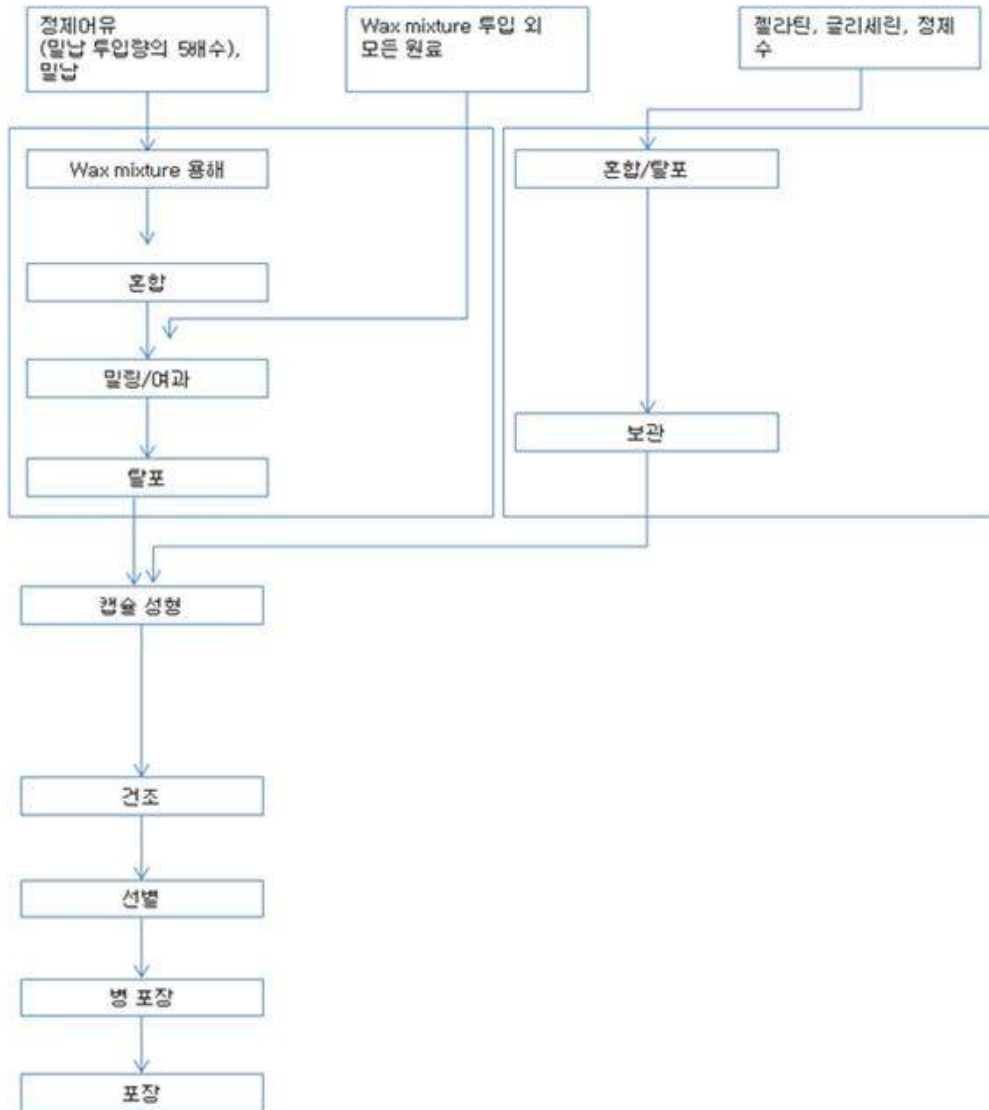 정제어유
(밀납 투입량의 5배수),
밀납
Wax mixture 투입 외
모든 원료
젤라틴, 글리세린, 정제
수
Wax mixture 용해
혼합/탈포
혼합
밀링/여과
보관
탈포
캡슐 성형
건조
선별
병 포장
포장